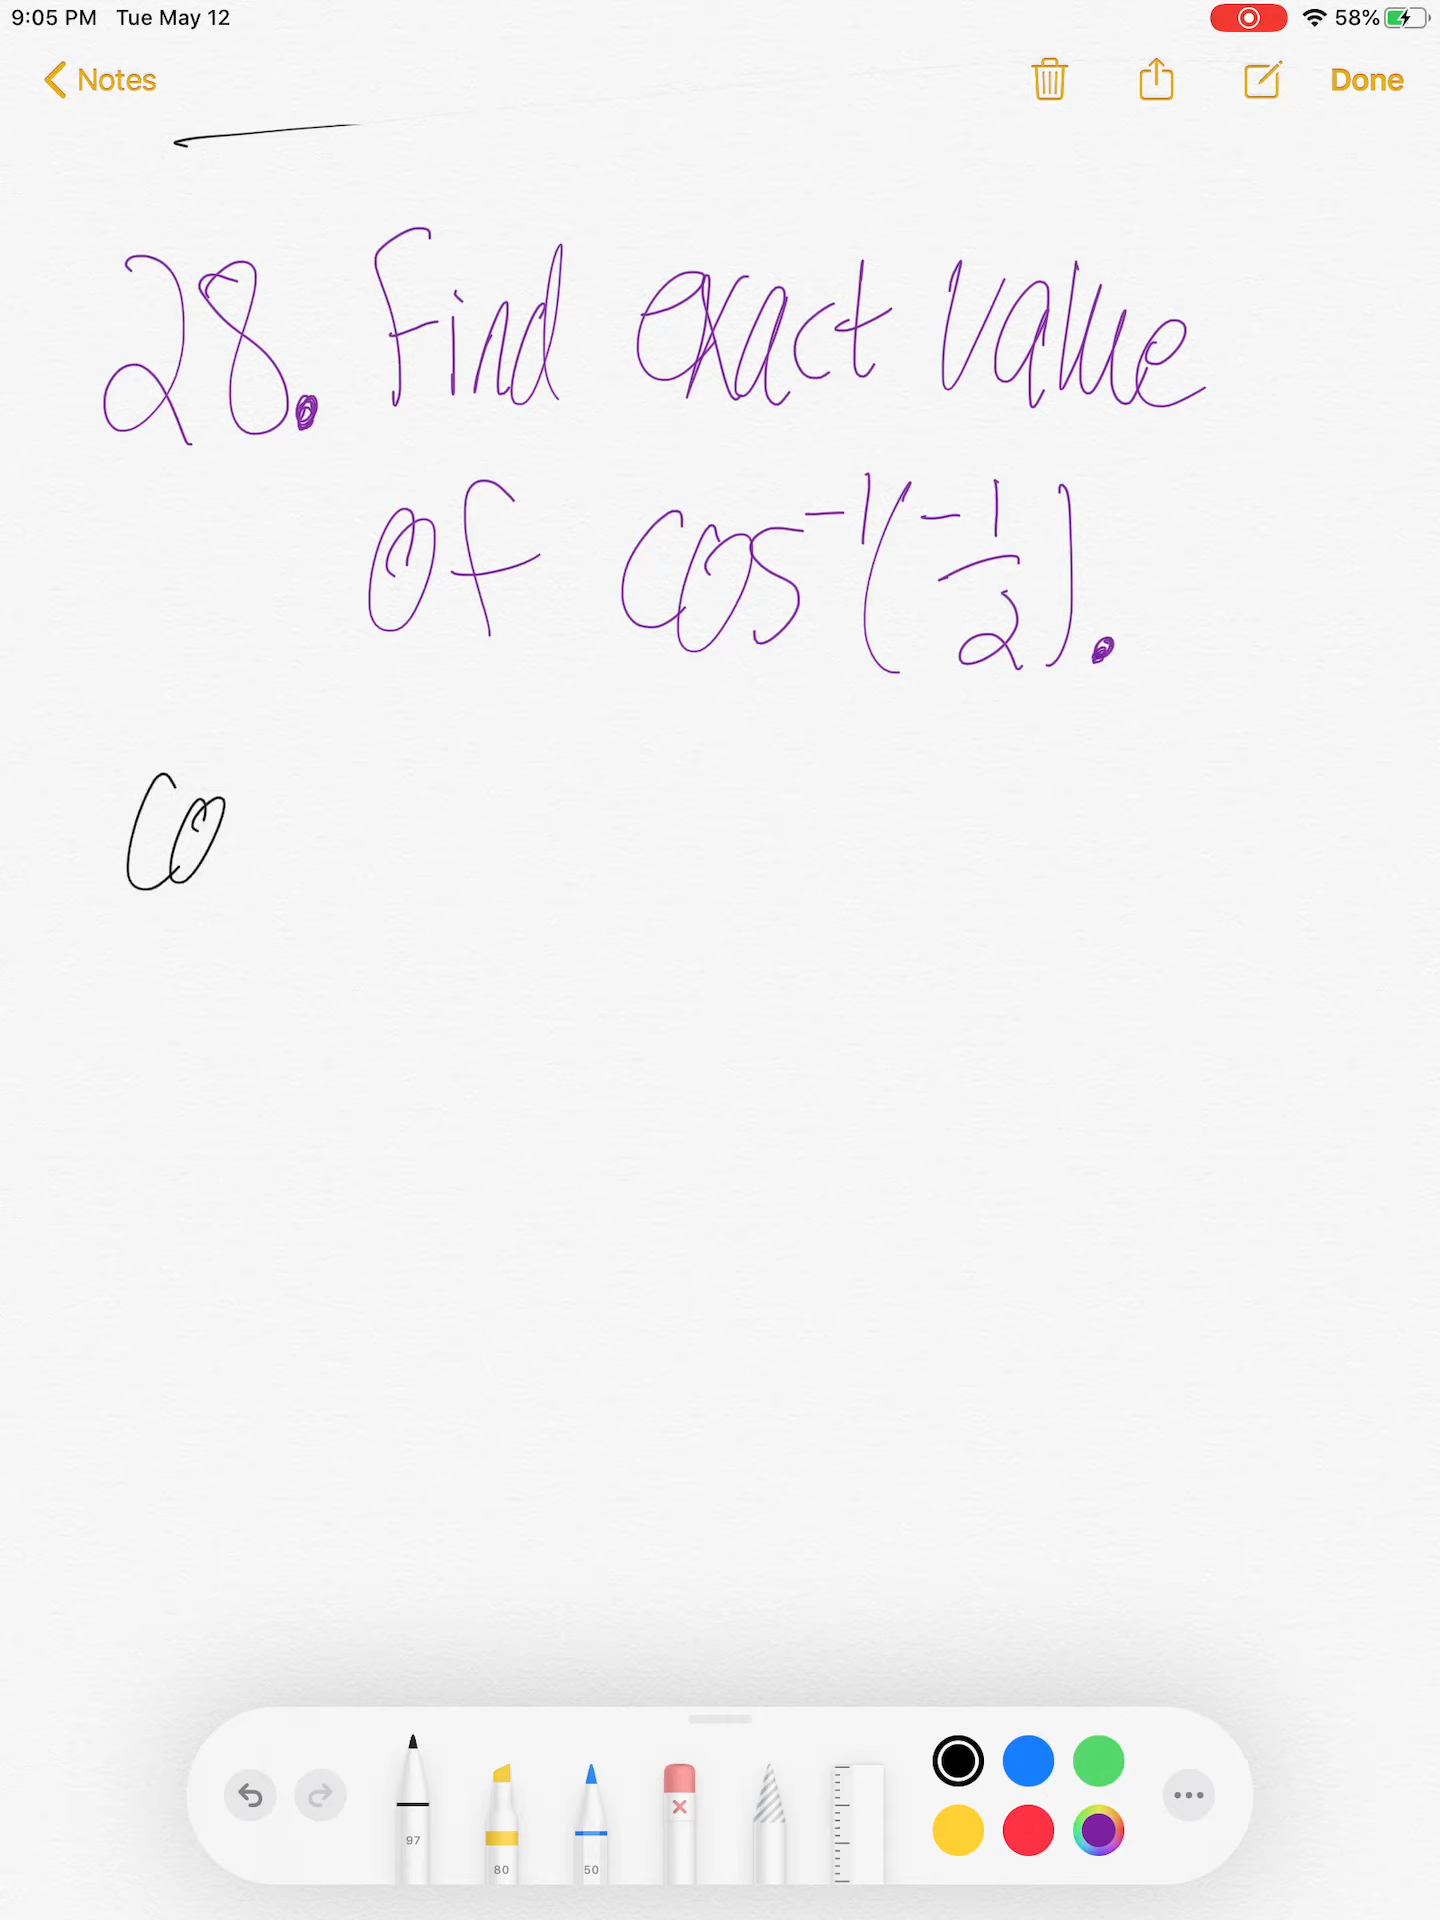 9:05 PM Tue May 12 58%
Notes Done
28. Find exact value
of cos⁻¹(-1/2).
Co
97 80 50